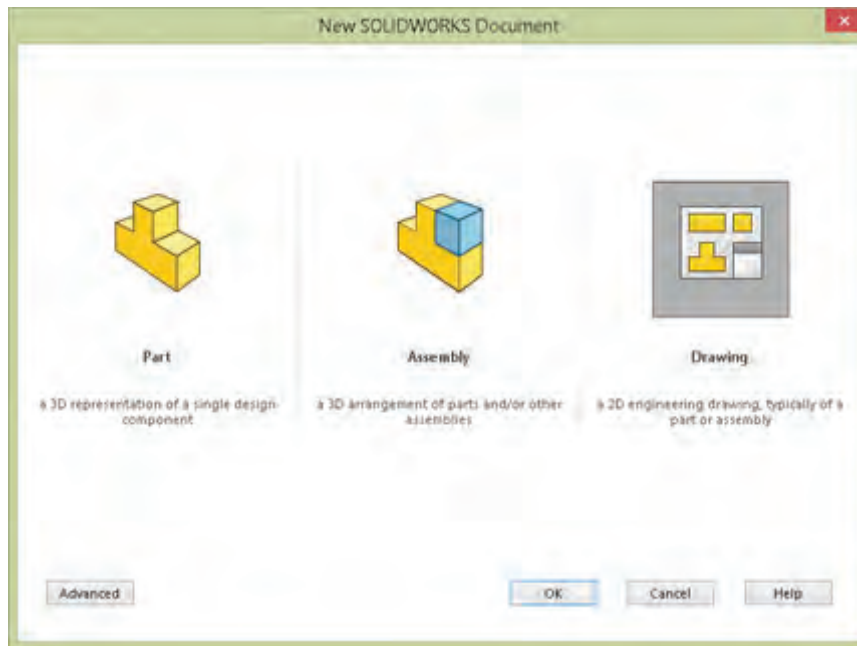 New SOLIDWORKS Document
Part
Assembly
Drawing
a 3D representation of a single design
component
a 3D arrangement of parts and/or other
assemblies
a 2D engineering drawing, typically of a
part or assembly
Advanced
OK
Cancel
Help